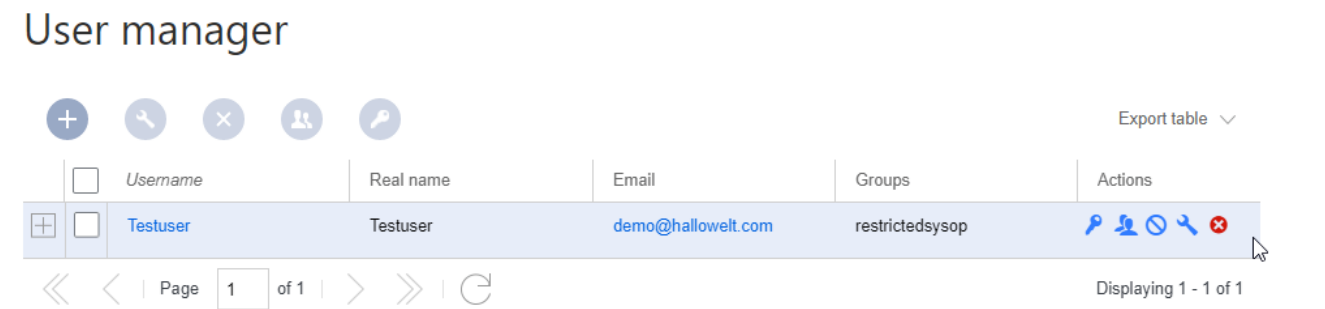 User manager
Export table
Username Real name Email Groups Actions
Testuser Testuser demo@hallowelt.com restrictedsysop
Page 1 of 1 Displaying 1 - 1 of 1